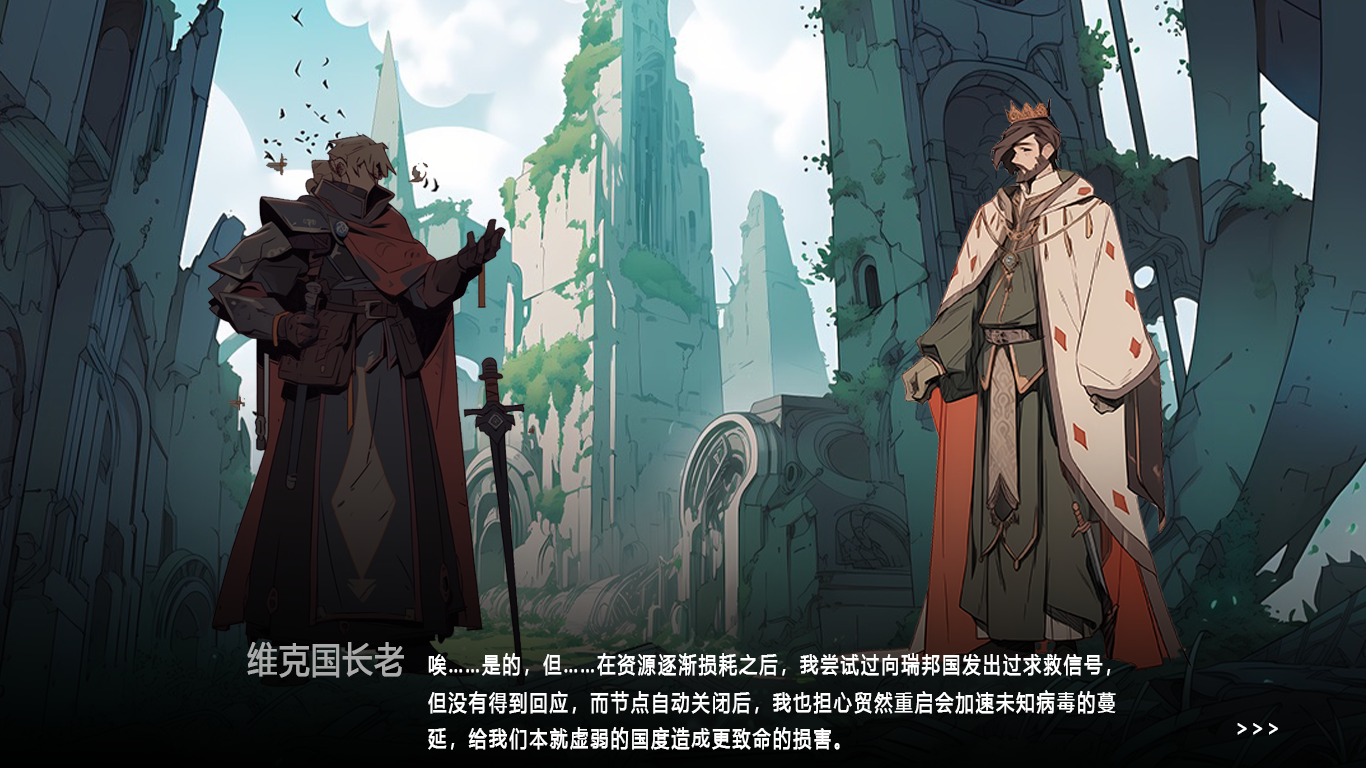 维克国长老
唉……是的，但……在资源逐渐损耗之后，我尝试过向瑞邦国发出过求救信号，
但没有得到回应，而节点自动关闭后，我也担心贸然重启会加速未知病毒的蔓
延，给我们本就虚弱的国度造成更致命的损害。
>>>